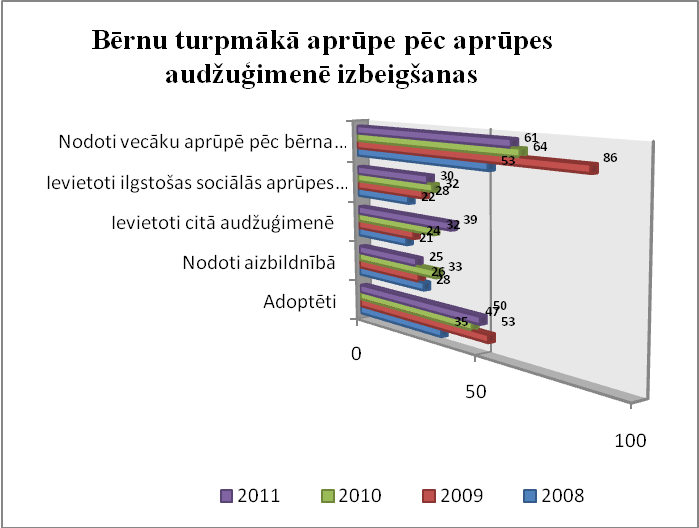 Bērnu turpmākā aprūpe pēc aprūpes
audžuģimenē izbeigšanas
Nodoti vecāku aprūpē pēc bērna...
61
64
86
53
Ievietoti ilgstošas sociālās aprūpes...
30
32
28
22
Ievietoti citā audžuģimenē
39
32
24
21
Nodoti aizbildnībā
25
33
26
28
Adoptēti
50
47
53
35
0
50
100
2011 2010 2009 2008